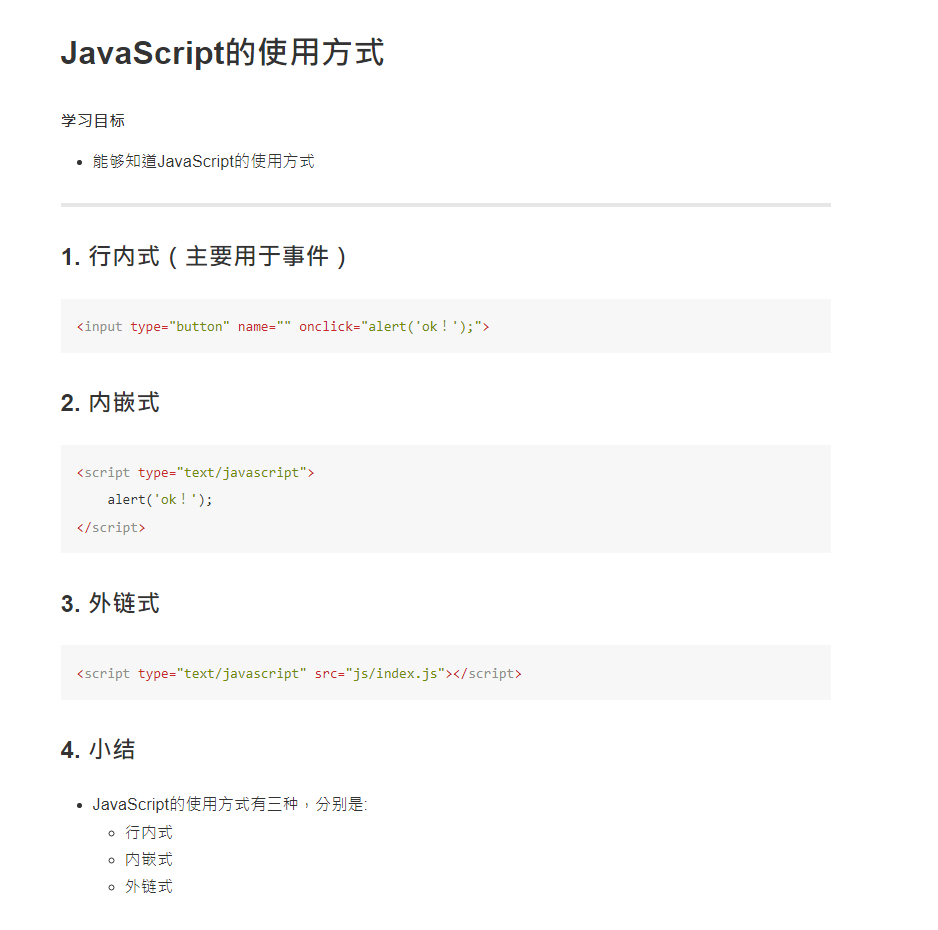 JavaScript的使用方式
学习目标
能够知道JavaScript的使用方式
1. 行内式（主要用于事件）
<input type="button" name="" onclick="alert('ok！');">
2. 内嵌式
<script type="text/javascript">
    alert('ok！');
</script>
3. 外链式
<script type="text/javascript" src="js/index.js"></script>
4. 小结
JavaScript的使用方式有三种，分别是:
行内式
内嵌式
外链式